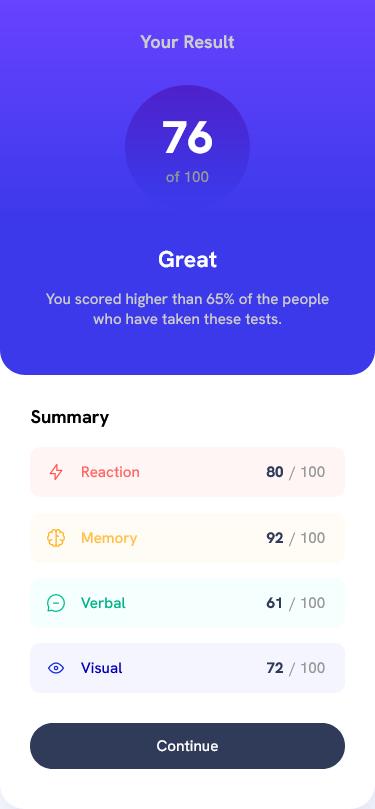 Your Result
76
of 100
Great
You scored higher than 65% of the people
who have taken these tests.
Summary
Reaction 80 / 100
Memory 92 / 100
Verbal 61 / 100
Visual 72 / 100
Continue